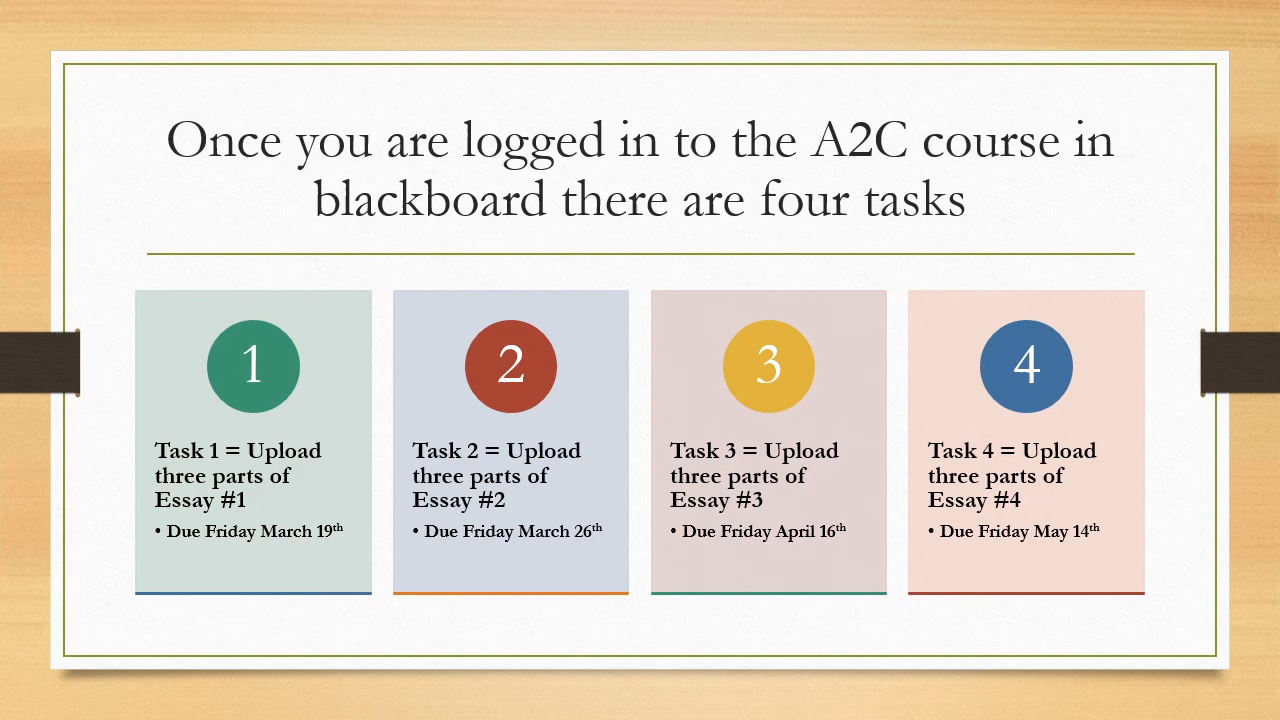 Once you are logged in to the A2C course in
blackboard there are four tasks
1
Task 1 = Upload
three parts of
Essay #1
• Due Friday March 19th
2
Task 2 = Upload
three parts of
Essay #2
• Due Friday March 26th
3
Task 3 = Upload
three parts of
Essay #3
• Due Friday April 16th
4
Task 4 = Upload
three parts of
Essay #4
• Due Friday May 14th